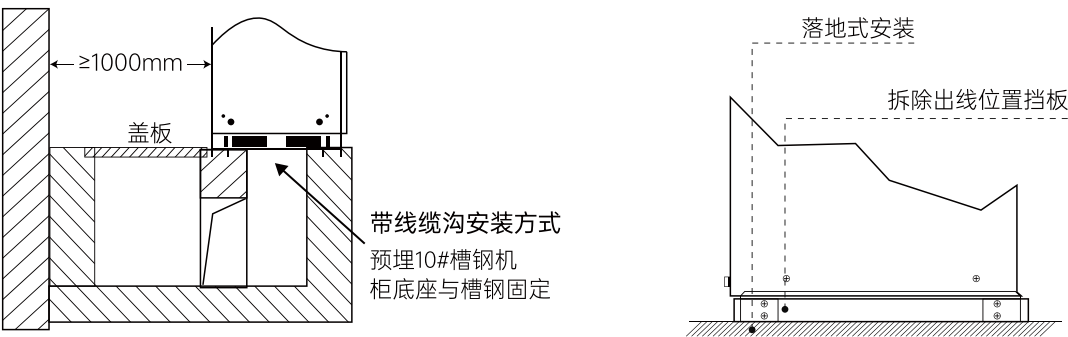 ≥1000mm
盖板
带线缆沟安装方式
预埋10#槽钢机
柜底座与槽钢固定
落地式安装
拆除出线位置挡板